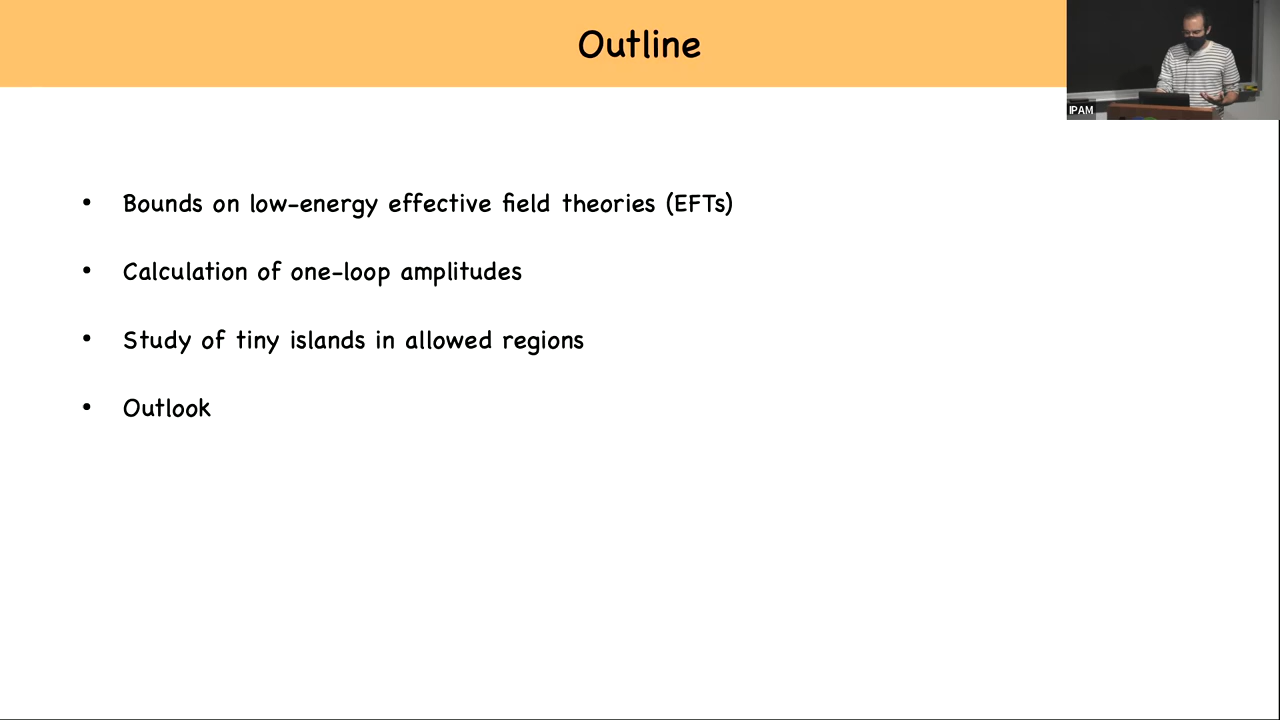 Outline
IPAM
• Bounds on low-energy effective field theories (EFTs)
• Calculation of one-loop amplitudes
• Study of tiny islands in allowed regions
• Outlook